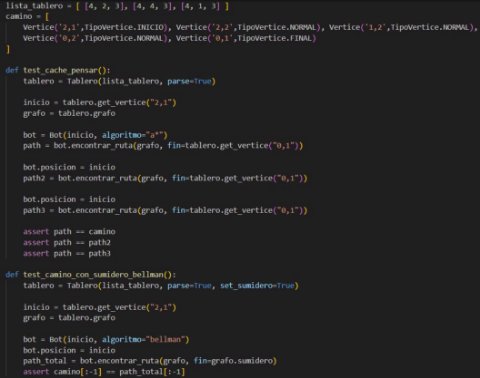 lista_tablero = [ [4, 2, 3], [4, 4, 3], [4, 1, 3] ]
camino = [
    Vertice('2,1',TipoVertice.INICIO), Vertice('2,2',TipoVertice.NORMAL), Vertice('1,2',TipoVertice.NORMAL),
    Vertice('0,2',TipoVertice.NORMAL), Vertice('0,1',TipoVertice.FINAL)
]

def test_cache_pensar():
    tablero = Tablero(lista_tablero, parse=True)

    inicio = tablero.get_vertice("2,1")
    grafo = tablero.grafo

    bot = Bot(inicio, algoritmo="a*")
    path = bot.encontrar_ruta(grafo, fin=tablero.get_vertice("0,1"))

    bot.posicion = inicio
    path2 = bot.encontrar_ruta(grafo, fin=tablero.get_vertice("0,1"))

    bot.posicion = inicio
    path3 = bot.encontrar_ruta(grafo, fin=tablero.get_vertice("0,1"))

    assert path == camino
    assert path == path2
    assert path == path3

def test_camino_con_sumidero_bellman():
    tablero = Tablero(lista_tablero, parse=True, set_sumidero=True)

    inicio = tablero.get_vertice("2,1")
    grafo = tablero.grafo

    bot = Bot(inicio, algoritmo="bellman")
    bot.posicion = inicio
    path_total = bot.encontrar_ruta(grafo, fin=grafo.sumidero)
    assert camino[:-1] == path_total[:-1]